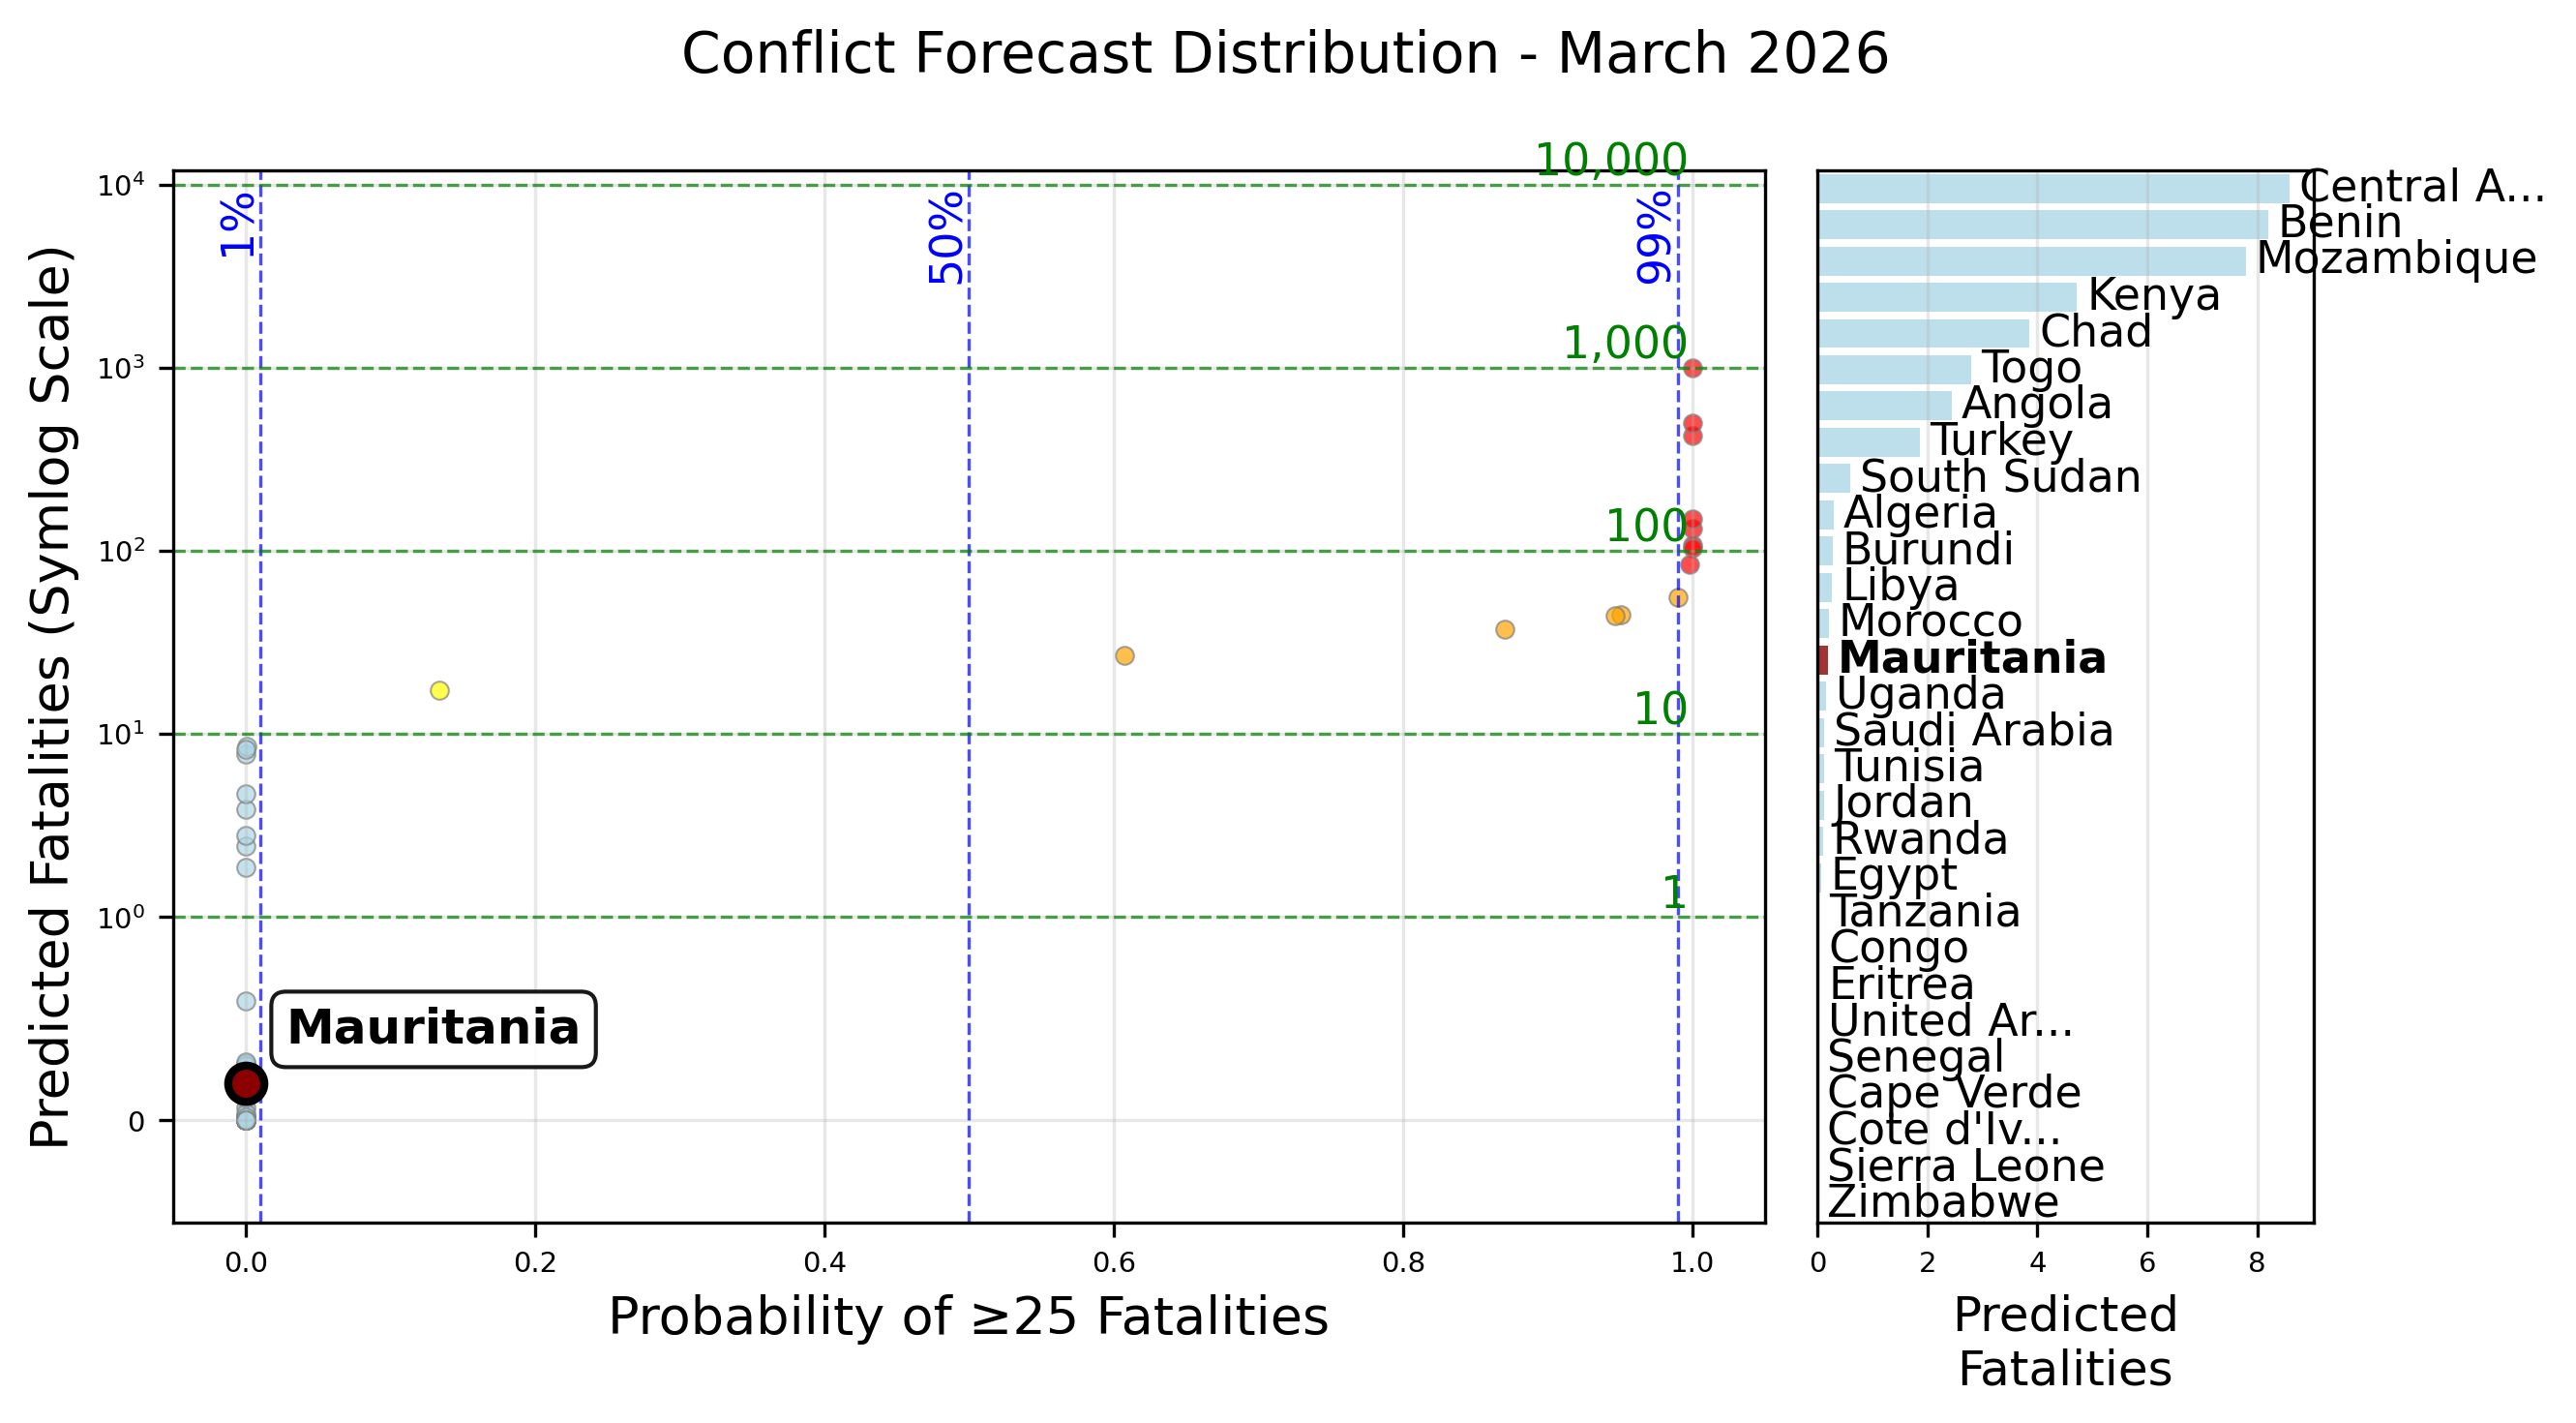 Conflict Forecast Distribution - March 2026
Predicted Fatalities (Symlog Scale)
10⁴
10³
10²
10¹
10⁰
0
1%
50%
99%
10,000
1,000
100
10
1
Mauritania
0.0
0.2
0.4
0.6
0.8
1.0
Probability of ≥25 Fatalities
Central A...
Benin
Mozambique
Kenya
Chad
Togo
Angola
Turkey
South Sudan
Algeria
Burundi
Libya
Morocco
Mauritania
Uganda
Saudi Arabia
Tunisia
Jordan
Rwanda
Egypt
Tanzania
Congo
Eritrea
United Ar...
Senegal
Cape Verde
Cote d'Iv...
Sierra Leone
Zimbabwe
0
2
4
6
8
Predicted
Fatalities